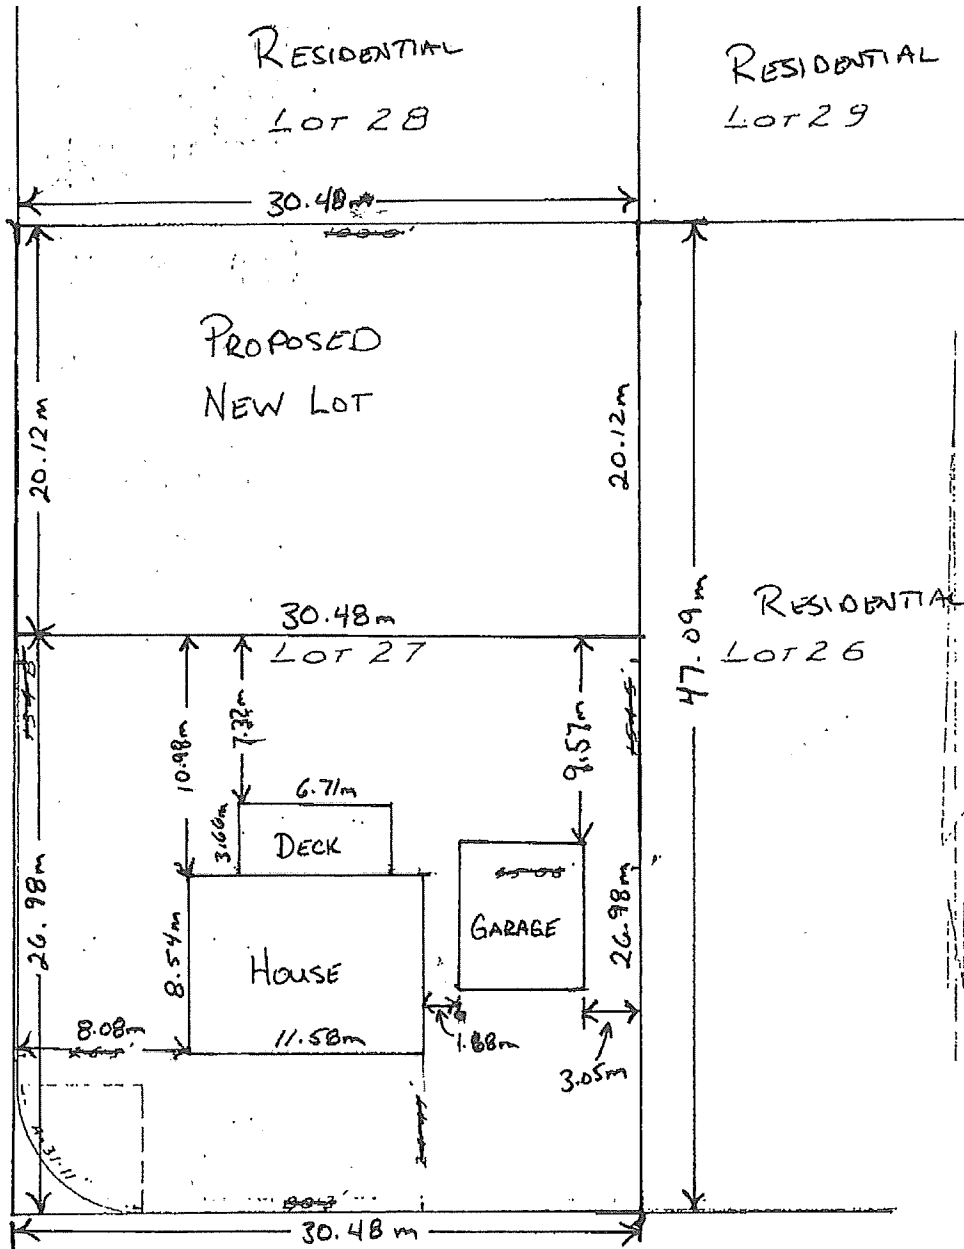 RESIDENTIAL
LOT 28
RESIDENTIAL
LOT 29
30.48m
PROPOSED
NEW LOT
20.12m
20.12m
47.09m
30.48m
LOT 27
RESIDENTIAL
LOT 26
10.98m
7.32m
9.57m
6.71m
3.66m
DECK
26.98m
8.54m
HOUSE
GARAGE
26.98m
8.08m
11.58m
1.88m
3.05m
30.48 m